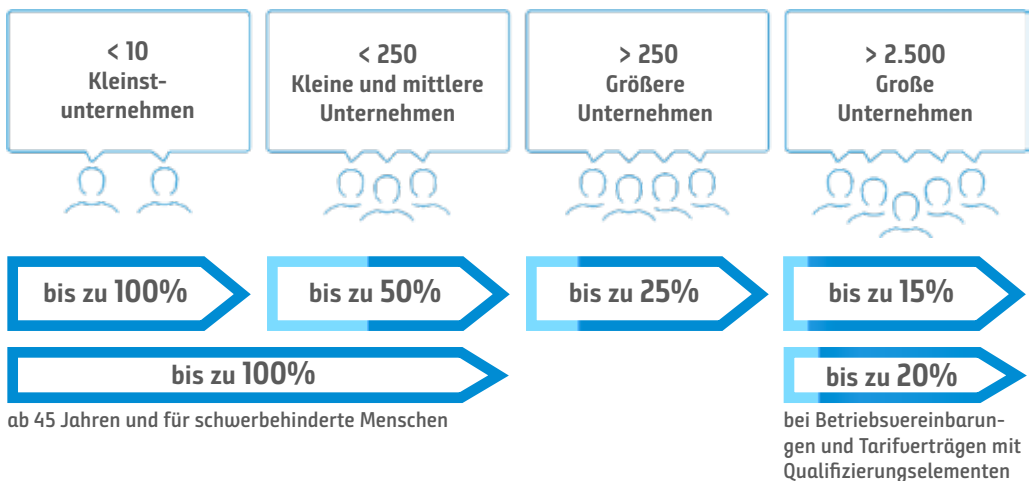 < 10
Kleinst-
unternehmen
< 250
Kleine und mittlere
Unternehmen
> 250
Größere
Unternehmen
> 2.500
Große
Unternehmen
bis zu 100%
bis zu 50%
bis zu 25%
bis zu 15%
bis zu 100%
ab 45 Jahren und für schwerbehinderte Menschen
bis zu 20%
bei Betriebsvereinbarun-
gen und Tarifverträgen mit
Qualifizierungselementen